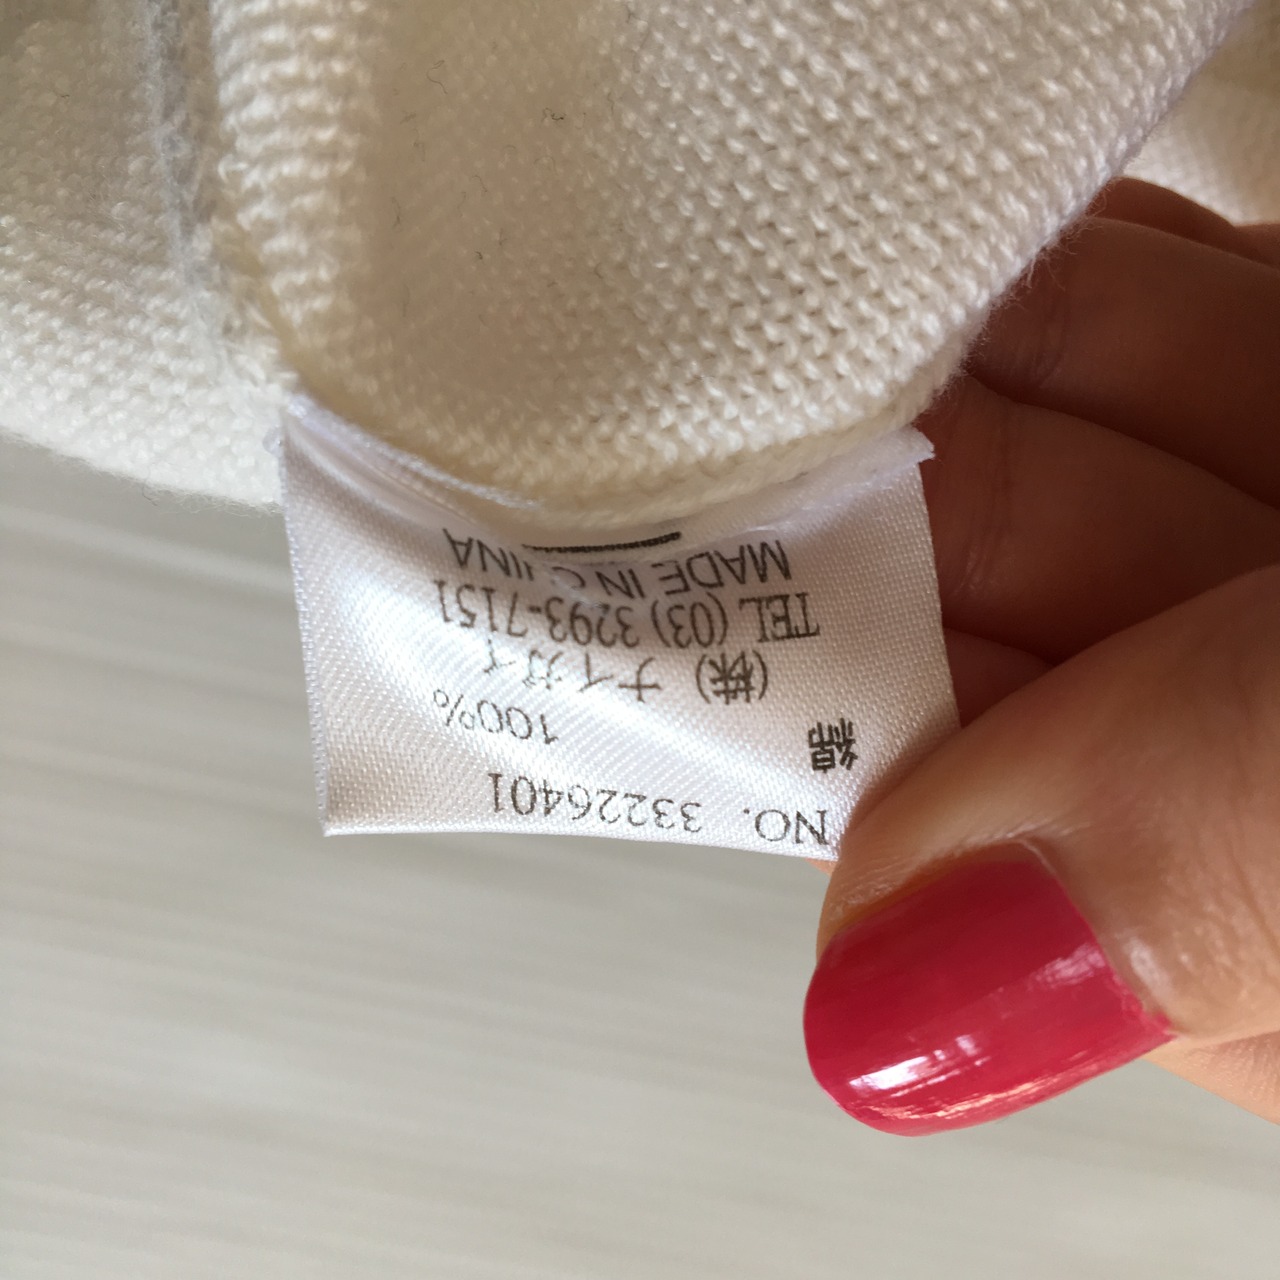 NO. 33226401
綿 100%
(株) ナイガイ
TEL (03) 3293-7151
MADE IN CHINA